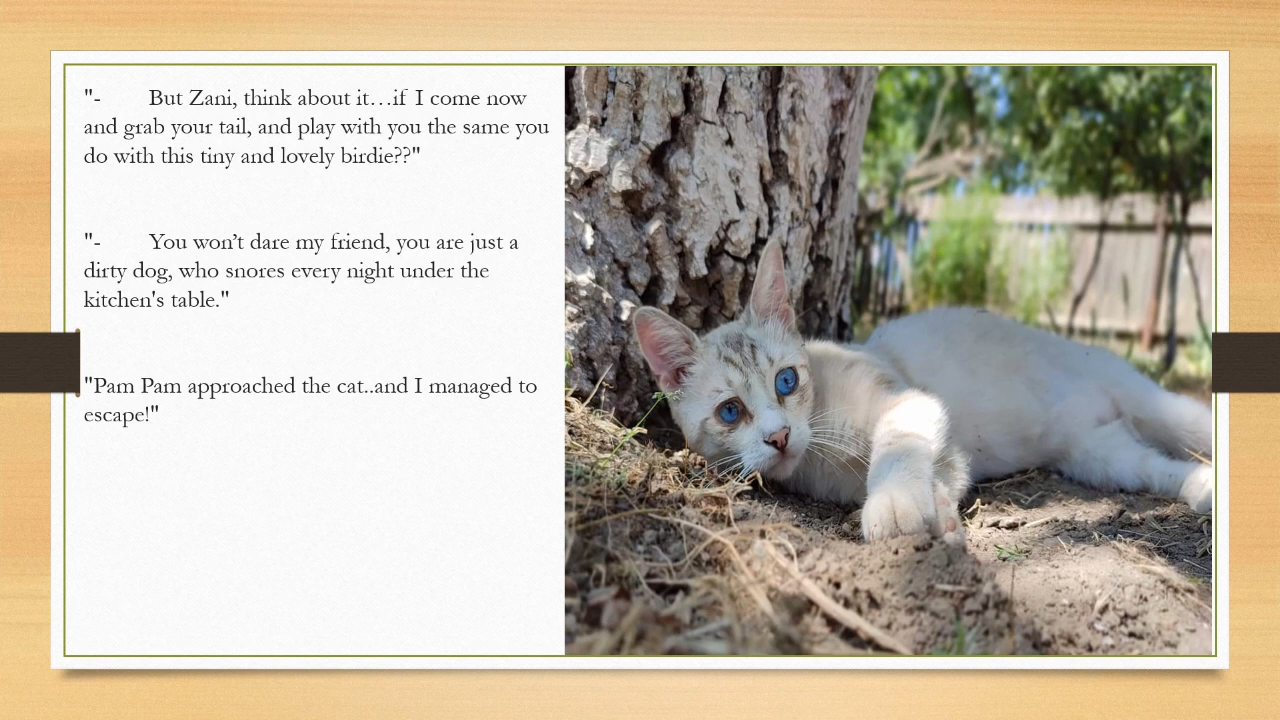 "- But Zani, think about it…if I come now
and grab your tail, and play with you the same you
do with this tiny and lovely birdie??"
"- You won’t dare my friend, you are just a
dirty dog, who snores every night under the
kitchen's table."
"Pam Pam approached the cat..and I managed to
escape!"